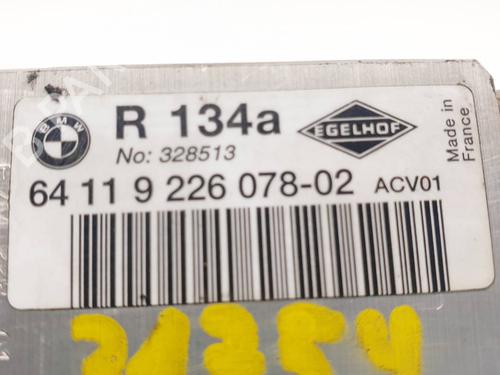 BMW
R 134a
EGELHOF
No: 328513
Made in
France
64 11 9 226 078-02 ACV01